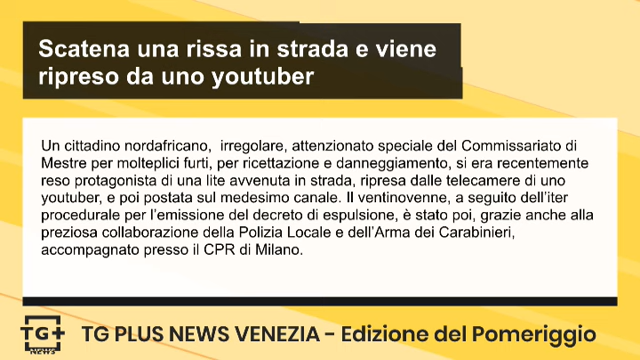 Scatena una rissa in strada e viene
ripreso da uno youtuber
Un cittadino nordafricano, irregolare, attenzionato speciale del Commissariato di
Mestre per molteplici furti, per ricettazione e danneggiamento, si era recentemente
reso protagonista di una lite avvenuta in strada, ripresa dalle telecamere di uno
youtuber, e poi postata sul medesimo canale. Il ventinovenne, a seguito dell'iter
procedurale per l'emissione del decreto di espulsione, è stato poi, grazie anche alla
preziosa collaborazione della Polizia Locale e dell'Arma dei Carabinieri,
accompagnato presso il CPR di Milano.
TG+
NEWS
TG PLUS NEWS VENEZIA - Edizione del Pomeriggio